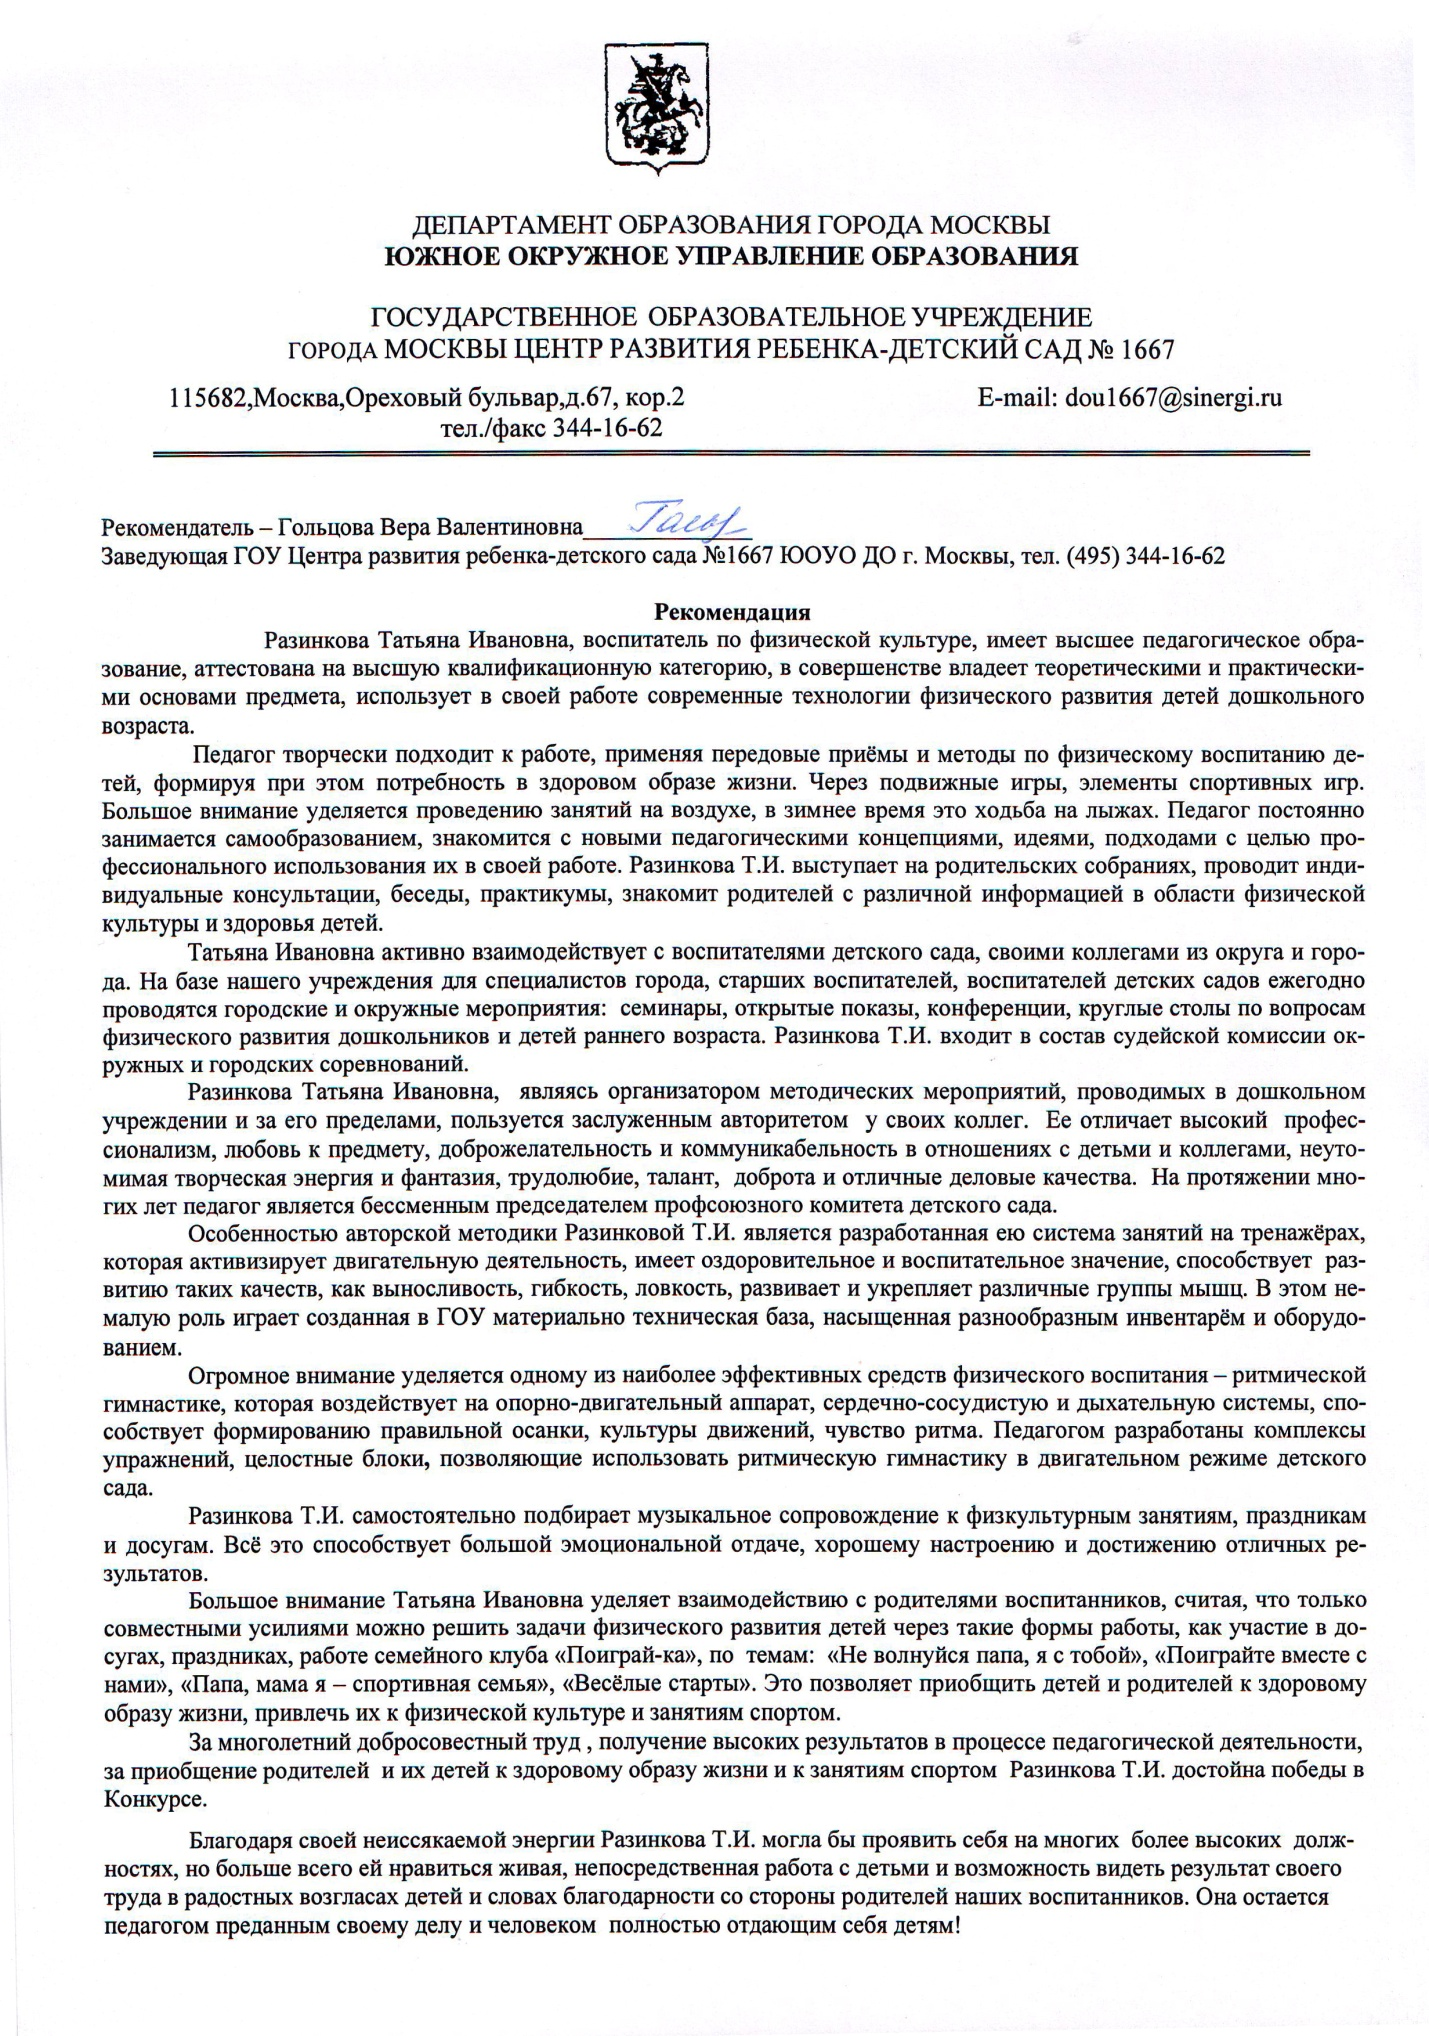 ДЕПАРТАМЕНТ ОБРАЗОВАНИЯ ГОРОДА МОСКВЫ
ЮЖНОЕ ОКРУЖНОЕ УПРАВЛЕНИЕ ОБРАЗОВАНИЯ
ГОСУДАРСТВЕННОЕ ОБРАЗОВАТЕЛЬНОЕ УЧРЕЖДЕНИЕ
ГОРОДА МОСКВЫ ЦЕНТР РАЗВИТИЯ РЕБЕНКА-ДЕТСКИЙ САД № 1667
115682,Москва,Ореховый бульвар,д.67, кор.2 E-mail: dou1667@sinergi.ru
тел./факс 344-16-62
Рекомендатель – Гольцова Вера Валентиновна
Заведующая ГОУ Центра развития ребенка-детского сада №1667 ЮОУО ДО г. Москвы, тел. (495) 344-16-62
Рекомендация
Разинкова Татьяна Ивановна, воспитатель по физической культуре, имеет высшее педагогическое обра-
зование, аттестована на высшую квалификационную категорию, в совершенстве владеет теоретическими и практически-
ми основами предмета, использует в своей работе современные технологии физического развития детей дошкольного
возраста.
Педагог творчески подходит к работе, применяя передовые приёмы и методы по физическому воспитанию де-
тей, формируя при этом потребность в здоровом образе жизни. Через подвижные игры, элементы спортивных игр.
Большое внимание уделяется проведению занятий на воздухе, в зимнее время это ходьба на лыжах. Педагог постоянно
занимается самообразованием, знакомится с новыми педагогическими концепциями, идеями, подходами с целью про-
фессионального использования их в своей работе. Разинкова Т.И. выступает на родительских собраниях, проводит инди-
видуальные консультации, беседы, практикумы, знакомит родителей с различной информацией в области физической
культуры и здоровья детей.
Татьяна Ивановна активно взаимодействует с воспитателями детского сада, своими коллегами из округа и горо-
да. На базе нашего учреждения для специалистов города, старших воспитателей, воспитателей детских садов ежегодно
проводятся городские и окружные мероприятия: семинары, открытые показы, конференции, круглые столы по вопросам
физического развития дошкольников и детей раннего возраста. Разинкова Т.И. входит в состав судейской комиссии ок-
ружных и городских соревнований.
Разинкова Татьяна Ивановна, являясь организатором методических мероприятий, проводимых в дошкольном
учреждении и за его пределами, пользуется заслуженным авторитетом у своих коллег. Ее отличает высокий профес-
сионализм, любовь к предмету, доброжелательность и коммуникабельность в отношениях с детьми и коллегами, неуто-
мимая творческая энергия и фантазия, трудолюбие, талант, доброта и отличные деловые качества. На протяжении мно-
гих лет педагог является бессменным председателем профсоюзного комитета детского сада.
Особенностью авторской методики Разинковой Т.И. является разработанная ею система занятий на тренажёрах,
которая активизирует двигательную деятельность, имеет оздоровительное и воспитательное значение, способствует раз-
витию таких качеств, как выносливость, гибкость, ловкость, развивает и укрепляет различные группы мышц. В этом не-
малую роль играет созданная в ГОУ материально техническая база, насыщенная разнообразным инвентарём и оборудо-
ванием.
Огромное внимание уделяется одному из наиболее эффективных средств физического воспитания – ритмической
гимнастике, которая воздействует на опорно-двигательный аппарат, сердечно-сосудистую и дыхательную системы, спо-
собствует формированию правильной осанки, культуры движений, чувство ритма. Педагогом разработаны комплексы
упражнений, целостные блоки, позволяющие использовать ритмическую гимнастику в двигательном режиме детского
сада.
Разинкова Т.И. самостоятельно подбирает музыкальное сопровождение к физкультурным занятиям, праздникам
и досугам. Всё это способствует большой эмоциональной отдаче, хорошему настроению и достижению отличных ре-
зультатов.
Большое внимание Татьяна Ивановна уделяет взаимодействию с родителями воспитанников, считая, что только
совместными усилиями можно решить задачи физического развития детей через такие формы работы, как участие в до-
сугах, праздниках, работе семейного клуба «Поиграй-ка», по темам: «Не волнуйся папа, я с тобой», «Поиграйте вместе с
нами», «Папа, мама я – спортивная семья», «Весёлые старты». Это позволяет приобщить детей и родителей к здоровому
образу жизни, привлечь их к физической культуре и занятиям спортом.
За многолетний добросовестный труд , получение высоких результатов в процессе педагогической деятельности,
за приобщение родителей и их детей к здоровому образу жизни и к занятиям спортом Разинкова Т.И. достойна победы в
Конкурсе.
Благодаря своей неиссякаемой энергии Разинкова Т.И. могла бы проявить себя на многих более высоких долж-
ностях, но больше всего ей нравиться живая, непосредственная работа с детьми и возможность видеть результат своего
труда в радостных возгласах детей и словах благодарности со стороны родителей наших воспитанников. Она остается
педагогом преданным своему делу и человеком полностью отдающим себя детям!